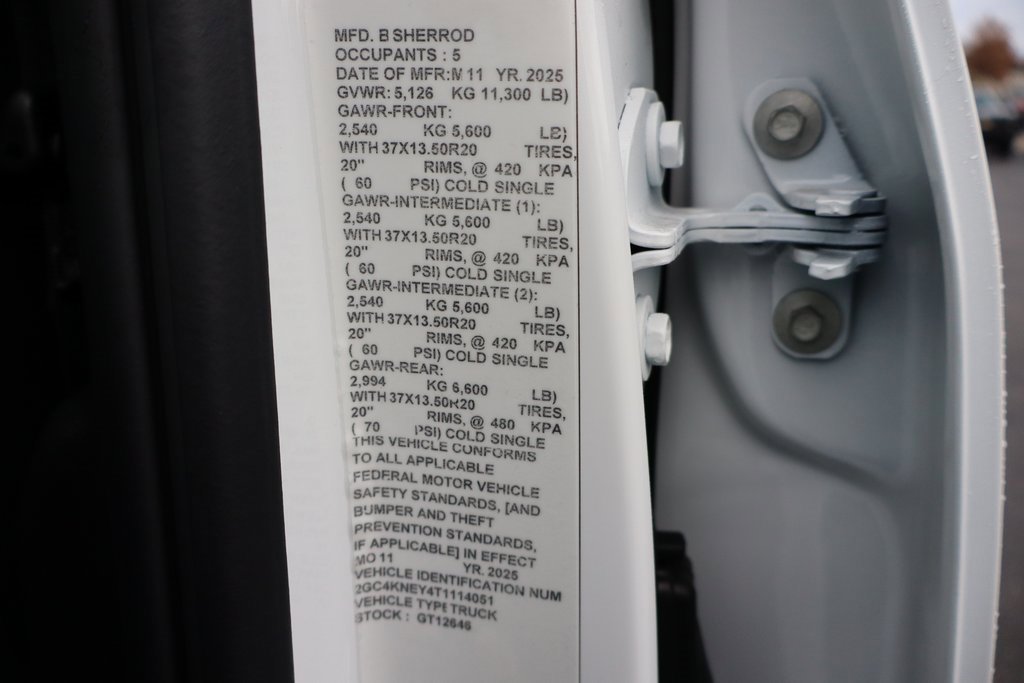 MFD. B SHERROD
OCCUPANTS : 5
DATE OF MFR:M 11 YR. 2025
GVWR: 5,126 KG 11,300 LB)
GAWR-FRONT:
2,540 KG 5,600 LB)
WITH 37X13.50R20 TIRES,
20" RIMS, @ 420 KPA
( 60 PSI) COLD SINGLE
GAWR-INTERMEDIATE (1):
2,540 KG 5,600 LB)
WITH 37X13.50R20 TIRES,
20" RIMS, @ 420 KPA
( 60 PSI) COLD SINGLE
GAWR-INTERMEDIATE (2):
2,540 KG 5,600 LB)
WITH 37X13.50R20 TIRES,
20" RIMS, @ 420 KPA
( 60 PSI) COLD SINGLE
GAWR-REAR:
2,994 KG 6,600 LB)
WITH 37X13.50R20 TIRES,
20" RIMS, @ 480 KPA
( 70 PSI) COLD SINGLE
THIS VEHICLE CONFORMS
TO ALL APPLICABLE
FEDERAL MOTOR VEHICLE
SAFETY STANDARDS, [AND
BUMPER AND THEFT
PREVENTION STANDARDS,
IF APPLICABLE] IN EFFECT
MO 11 YR. 2025
VEHICLE IDENTIFICATION NUM
2GC4KNEY4T1114051
VEHICLE TYPE TRUCK
STOCK : GT12646